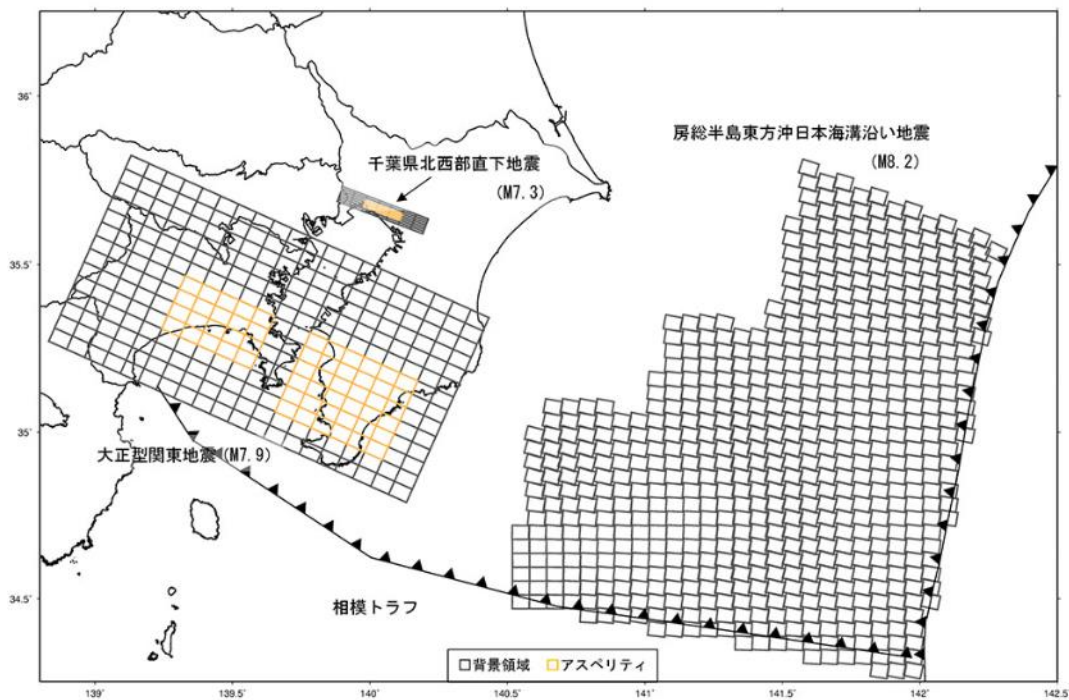 36゚
房総半島東方沖日本海溝沿い地震
(M8.2)
千葉県北西部直下地震
(M7.3)
35.5゚
35゚
大正型関東地震(M7.9)
34.5゚
相模トラフ
背景領域 アスペリティ
139゚ 139.5゚ 140゚ 140.5゚ 141゚ 141.5゚ 142゚ 142.5゚